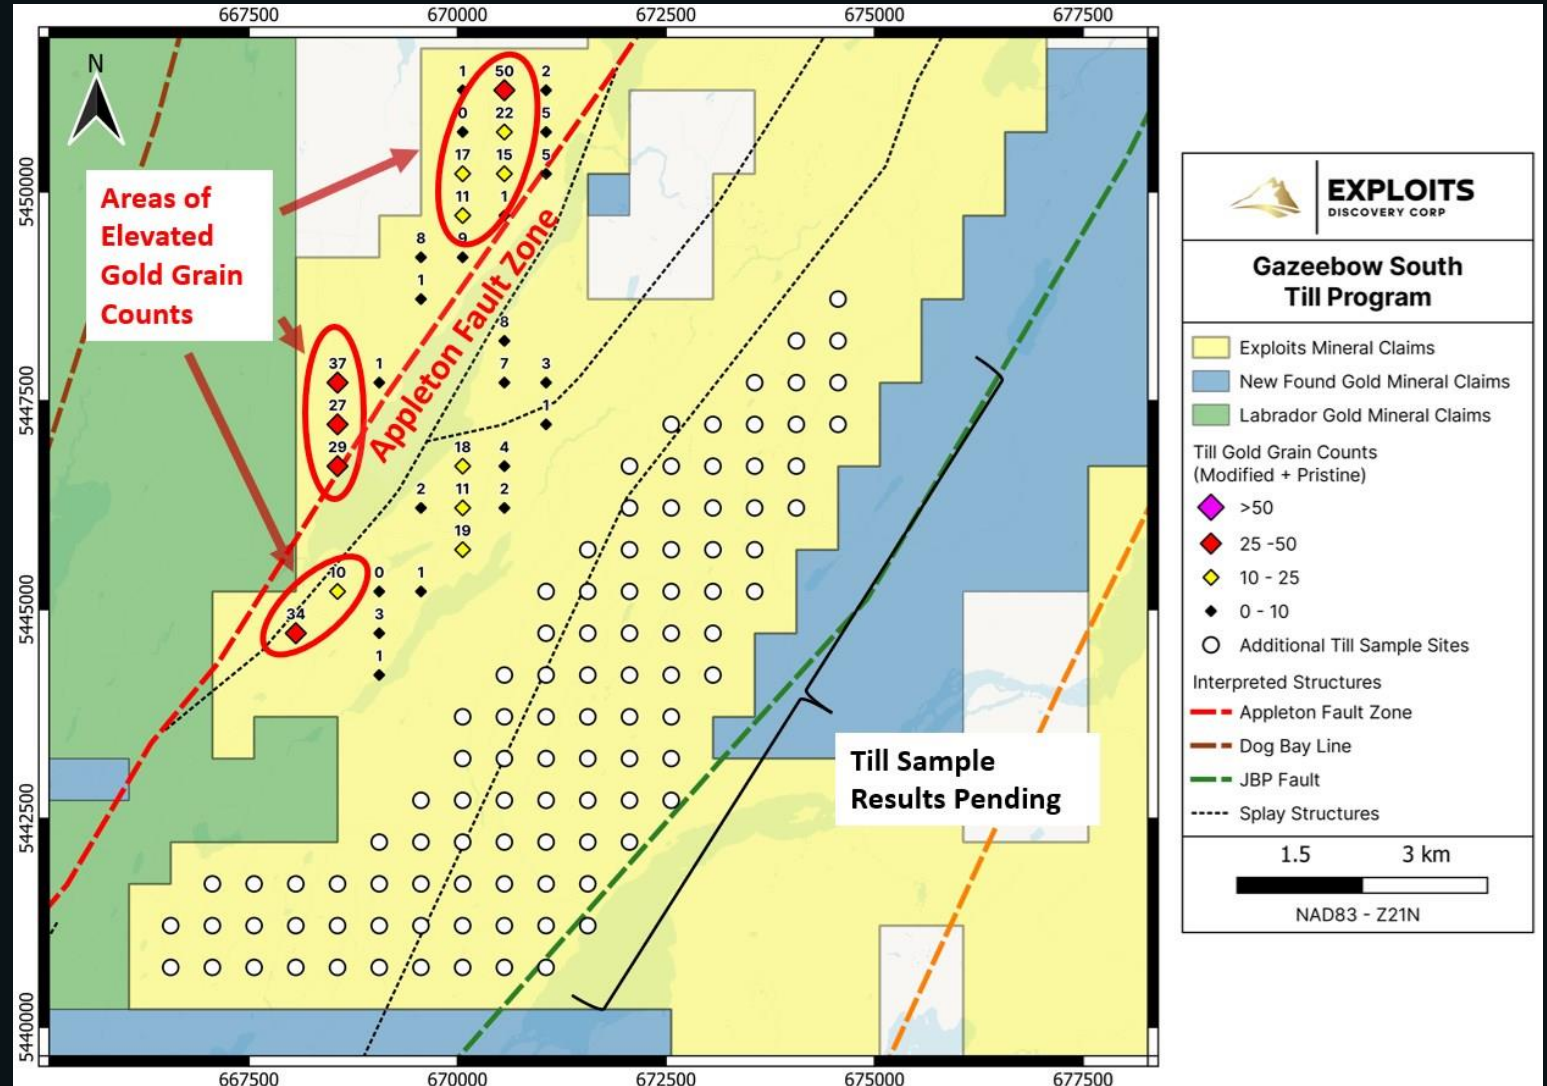 667500 670000 672500 675000 677500
N
5450000
5447500
5445000
5442500
5440000
Areas of
Elevated
Gold Grain
Counts
1 50 2
0 22 5
17 15 5
11 1
8 9
1
8
37 1 7 3
27 1
29 18 4
2 11 2
19
10 0 1
34 3
1
Appleton Fault Zone
Till Sample
Results Pending
667500 670000 672500 675000 677500
EXPLOITS
DISCOVERY CORP
Gazeebow South
Till Program
Exploits Mineral Claims
New Found Gold Mineral Claims
Labrador Gold Mineral Claims
Till Gold Grain Counts
(Modified + Pristine)
>50
25 -50
10 - 25
0 - 10
Additional Till Sample Sites
Interpreted Structures
Appleton Fault Zone
Dog Bay Line
JBP Fault
Splay Structures
1.5 3 km
NAD83 - Z21N